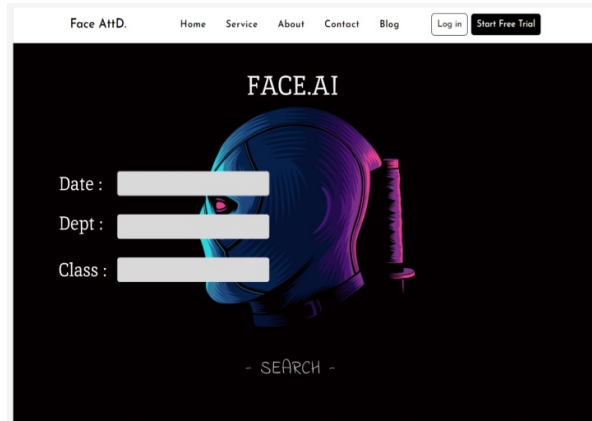 Face AttD. Home Service About Contact Blog Log in Start Free Trial
FACE.AI
Date :
Dept :
Class :
- SEARCH -